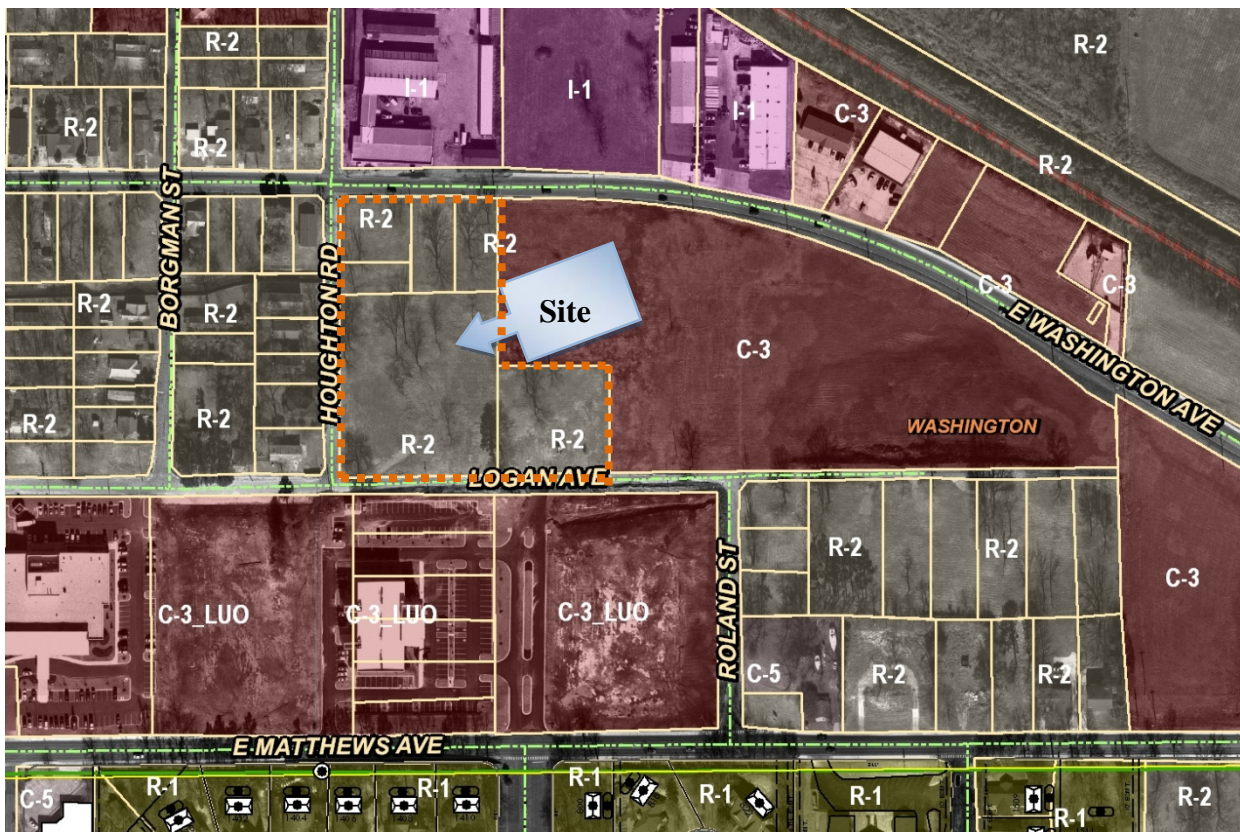 R-2
R-2
I-1
I-1
I-1
C-3
R-2
R-2
R-2
BORGMAN ST
HOUGHTON RD
R-2
R-2
Site
C-3
C-3
C-3
E WASHINGTON AVE
R-2
R-2
R-2
R-2
R-2
R-2
WASHINGTON
LOGAN AVE
C-3_LUO
C-3_LUO
C-3_LUO
ROLAND ST
R-2
R-2
C-3
C-5
R-2
R-2
E MATTHEWS AVE
C-5
R-1
R-1
R-1
R-1
R-1
R-1
R-2